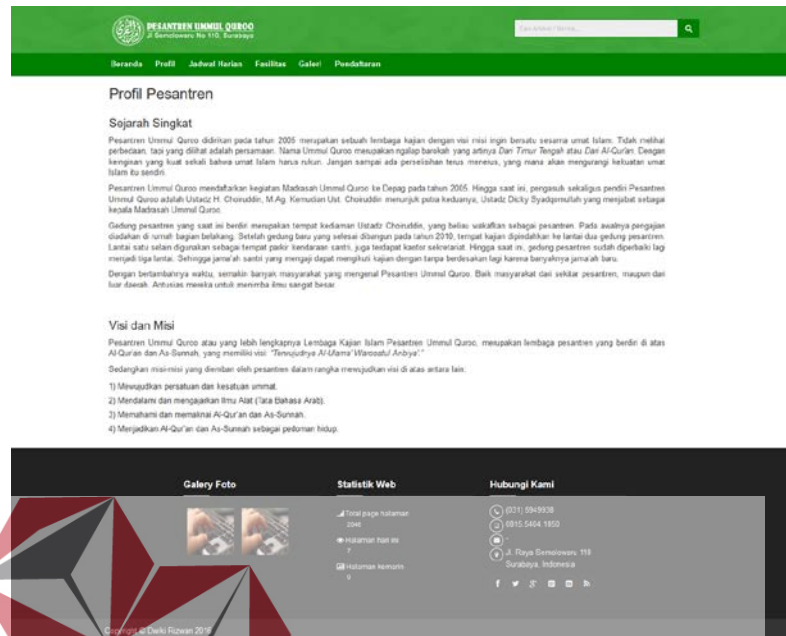 PESANTREN UMMUL QUROO
Jl Semolowaru No 110, Surabaya
Beranda Profil Jadwal Harian Fasilitas Galeri Pendaftaran
Profil Pesantren
Sejarah Singkat
Pesantren Ummul Quroo didirikan pada tahun 2005 merupakan sebuah lembaga kajian dengan visi misi ingin bersatu sesama umat Islam. Tidak melihat
perbedaan, tapi yang dilihat adalah persamaan. Nama Ummul Quroo merupakan ngalap barokah yang artinya Dari Timur Tengah atau Dari Al-Qur'an. Dengan
keinginan yang kuat sekali bahwa umat Islam harus rukun. Jangan sampai ada perselisihan terus menerus, yang mana akan mengurangi kekuatan umat
Islam itu sendiri.
Pesantren Ummul Quroo mendaftarkan kegiatan Madrasah Ummul Quroo ke Depag pada tahun 2005. Hingga saat ini, pengasuh sekaligus pendiri Pesantren
Ummul Quroo adalah Ustadz H. Choiruddin, M.Ag. Kemudian Ust. Choiruddin menunjuk putra keduanya, Ustadz Dicky Syadqomullah yang menjabat sebagai
kepala Madrasah Ummul Quroo.
Gedung pesantren yang saat ini berdiri merupakan tempat kediaman Ustadz Choiruddin, yang beliau wakafkan sebagai pesantren. Pada awalnya pengajian
diadakan di rumah bagian belakang. Setelah gedung baru yang selesai dibangun pada tahun 2010, tempat kajian dipindahkan ke lantai dua gedung pesantren.
Lantai satu selain digunakan sebagai tempat parkir kendaraan santri, juga terdapat kantor sekretariat. Hingga saat ini, gedung pesantren sudah diperbaiki lagi
menjadi tiga lantai. Sehingga jama'ah santri yang mengaji dapat mengikuti kajian dengan tanpa berdesakan lagi karena banyaknya jama'ah baru.
Dengan bertambahnya waktu, semakin banyak masyarakat yang mengenal Pesantren Ummul Quroo. Baik masyarakat dari sekitar pesantren, maupun dari
luar daerah. Antusias mereka untuk menimba ilmu sangat besar.
Visi dan Misi
Pesantren Ummul Quroo atau yang lebih lengkapnya Lembaga Kajian Islam Pesantren Ummul Quroo, merupakan lembaga pesantren yang berdiri di atas
Al-Qur'an dan As-Sunnah, yang memiliki visi: "Terwujudnya Al-Ulama' Warosatul Anbiya'."
Sedangkan misi-misi yang diemban oleh pesantren dalam rangka mewujudkan visi di atas antara lain:
1) Mewujudkan persatuan dan kesatuan ummat.
2) Mendalami dan mengajarkan Ilmu Alat (Tata Bahasa Arab).
3) Memahami dan memaknai Al-Qur'an dan As-Sunnah.
4) Menjadikan Al-Qur'an dan As-Sunnah sebagai pedoman hidup.
Galery Foto
Statistik Web
Total page halaman
2046
Halaman hari ini
7
Halaman kemarin
0
Hubungi Kami
(031) 5949938
0815.5464.1850
-
Jl. Raya Semolowaru 110
Surabaya, Indonesia
Copyright © Dwiki Rizwan 2016